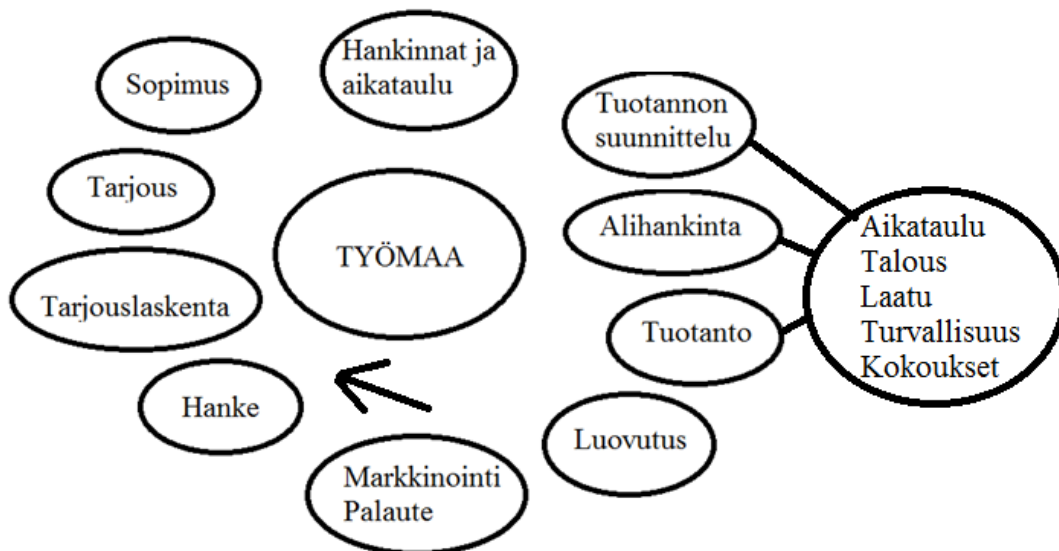 Hankinnat ja
aikataulu
Sopimus
Tuotannon
suunnittelu
Tarjous
Alihankinta
Aikataulu
Talous
Laatu
Turvallisuus
Kokoukset
TYÖMAA
Tarjouslaskenta
Tuotanto
Hanke
Luovutus
Markkinointi
Palaute